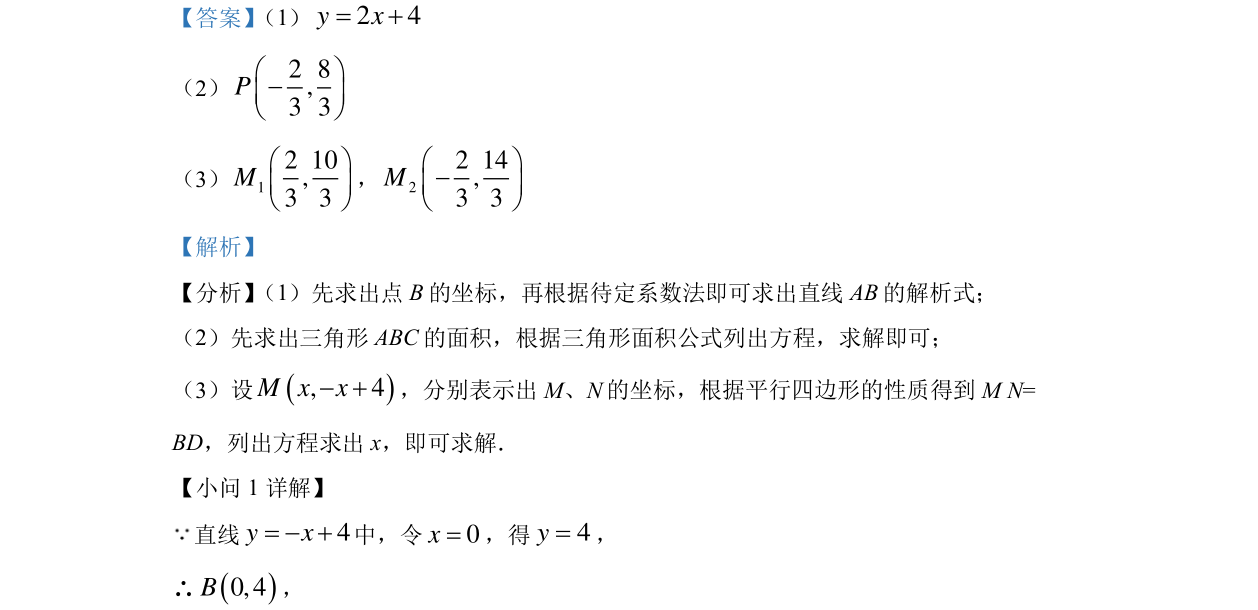 【答案】（1）y=2x+4
（2）P(-2/3, 8/3)
（3）M₁(2/3, 10/3)，M₂(-2/3, 14/3)
【解析】
【分析】（1）先求出点 B 的坐标，再根据待定系数法即可求出直线 AB 的解析式；
（2）先求出三角形 ABC 的面积，根据三角形面积公式列出方程，求解即可；
（3）设 M(x,-x+4)，分别表示出 M、N 的坐标，根据平行四边形的性质得到 M N=
BD，列出方程求出 x，即可求解．
【小问 1 详解】
∵直线 y=-x+4 中，令 x=0，得 y=4，
∴B(0,4)，